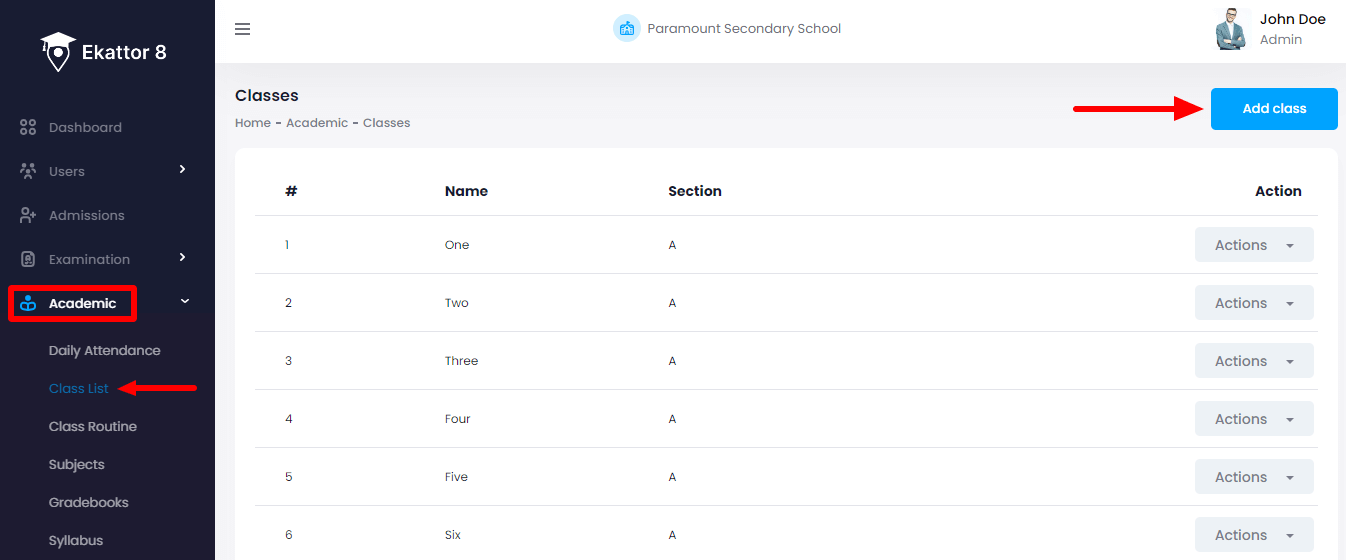 Ekattor 8
Paramount Secondary School
John Doe
Admin
Dashboard
Users
Admissions
Examination
Academic
Daily Attendance
Class List
Class Routine
Subjects
Gradebooks
Syllabus
Classes
Home - Academic - Classes
Add class
# Name Section Action
1 One A Actions
2 Two A Actions
3 Three A Actions
4 Four A Actions
5 Five A Actions
6 Six A Actions